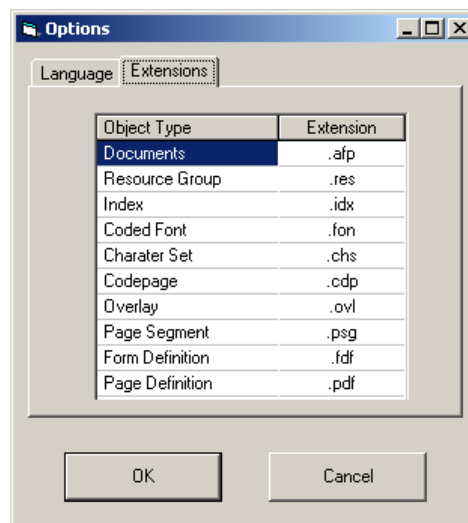 Options
Language Extensions
Object Type Extension
Documents .afp
Resource Group .res
Index .idx
Coded Font .fon
Charater Set .chs
Codepage .cdp
Overlay .ovl
Page Segment .psg
Form Definition .fdf
Page Definition .pdf
OK Cancel